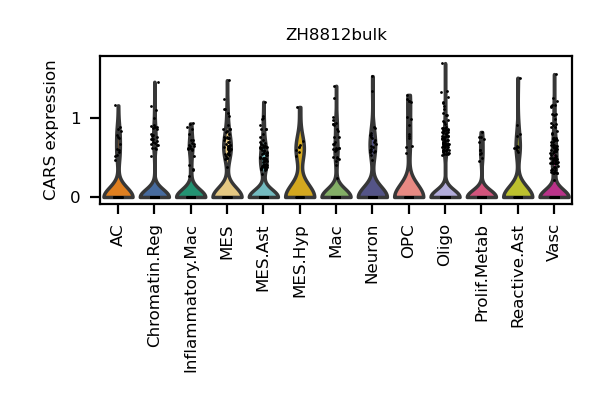 ZH8812bulk
CARS expression
1
0
AC
Chromatin.Reg
Inflammatory.Mac
MES
MES.Ast
MES.Hyp
Mac
Neuron
OPC
Oligo
Prolif.Metab
Reactive.Ast
Vasc